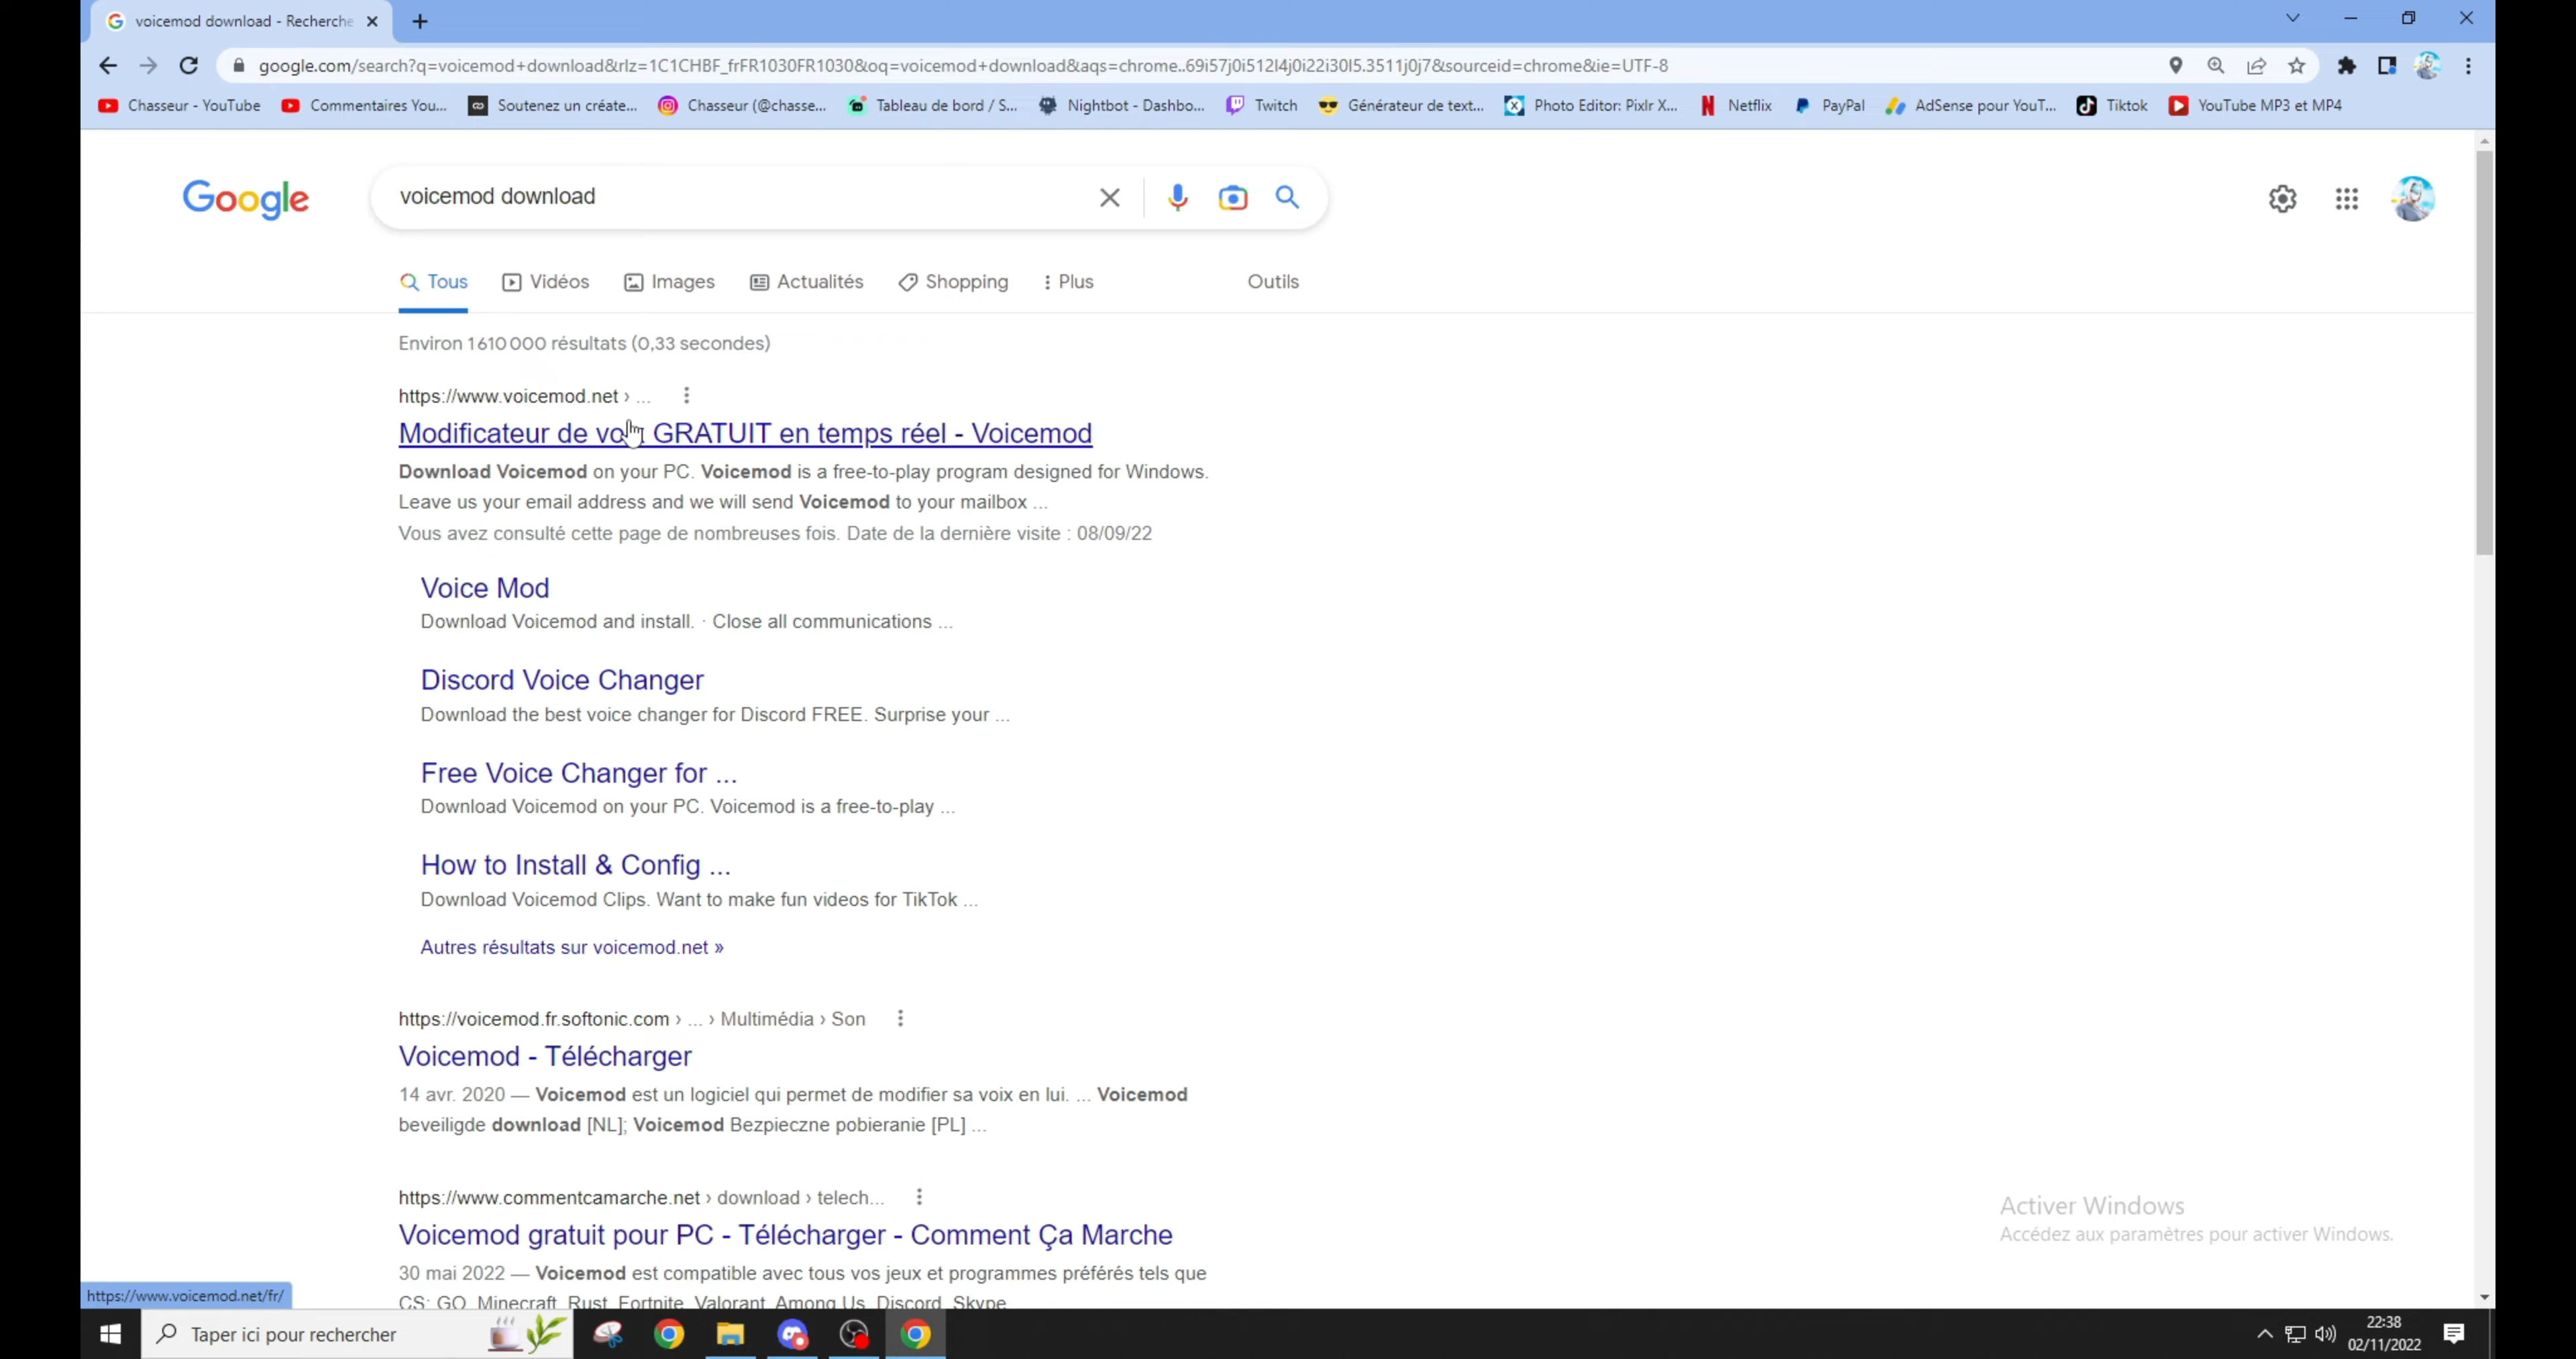 voicemod download - Recherche
google.com/search?q=voicemod+download&rlz=1C1CHBF_frFR1030FR1030&oq=voicemod+download&aqs=chrome..69i57j0i512l4j0i22i30l5.3511j0j7&sourceid=chrome&ie=UTF-8
Chasseur - YouTube Commentaires You... Soutenez un créate... Chasseur (@chasse... Tableau de bord / S... Nightbot - Dashbo... Twitch Générateur de text... Photo Editor: Pixlr X... Netflix PayPal AdSense pour YouT... Tiktok YouTube MP3 et MP4
Google voicemod download
Tous Vidéos Images Actualités Shopping Plus Outils
Environ 1 610 000 résultats (0,33 secondes)
https://www.voicemod.net › ...
Modificateur de voix GRATUIT en temps réel - Voicemod
Download Voicemod on your PC. Voicemod is a free-to-play program designed for Windows.
Leave us your email address and we will send Voicemod to your mailbox ...
Vous avez consulté cette page de nombreuses fois. Date de la dernière visite : 08/09/22
Voice Mod
Download Voicemod and install. · Close all communications ...
Discord Voice Changer
Download the best voice changer for Discord FREE. Surprise your ...
Free Voice Changer for ...
Download Voicemod on your PC. Voicemod is a free-to-play ...
How to Install & Config ...
Download Voicemod Clips. Want to make fun videos for TikTok ...
Autres résultats sur voicemod.net »
https://voicemod.fr.softonic.com › ... › Multimédia › Son
Voicemod - Télécharger
14 avr. 2020 — Voicemod est un logiciel qui permet de modifier sa voix en lui. ... Voicemod
beveiligde download [NL]; Voicemod Bezpieczne pobieranie [PL] ...
https://www.commentcamarche.net › download › telech...
Voicemod gratuit pour PC - Télécharger - Comment Ça Marche
30 mai 2022 — Voicemod est compatible avec tous vos jeux et programmes préférés tels que
CS: GO, Minecraft, Rust, Fortnite, Valorant, Among Us, Discord, Skype
Activer Windows
Accédez aux paramètres pour activer Windows.
https://www.voicemod.net/fr/
Taper ici pour rechercher
22:38
02/11/2022